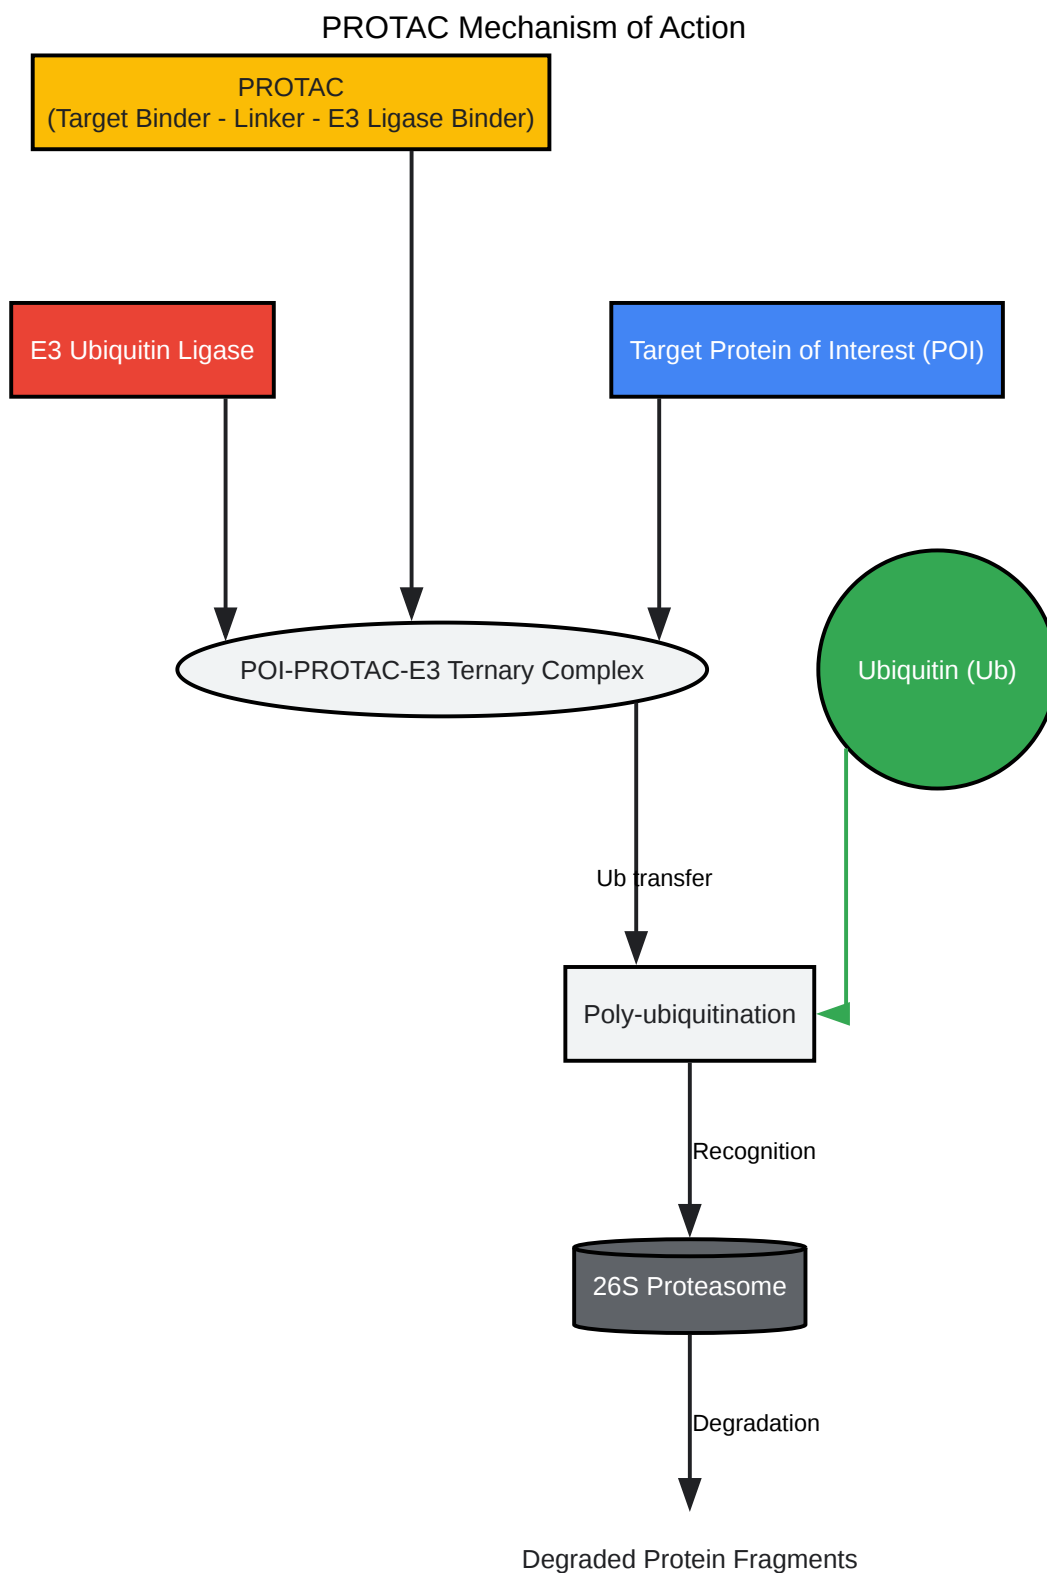 PROTAC Mechanism of Action
PROTAC
(Target Binder - Linker - E3 Ligase Binder)
E3 Ubiquitin Ligase
Target Protein of Interest (POI)
POI-PROTAC-E3 Ternary Complex
Ubiquitin (Ub)
Ub transfer
Poly-ubiquitination
Recognition
26S Proteasome
Degradation
Degraded Protein Fragments